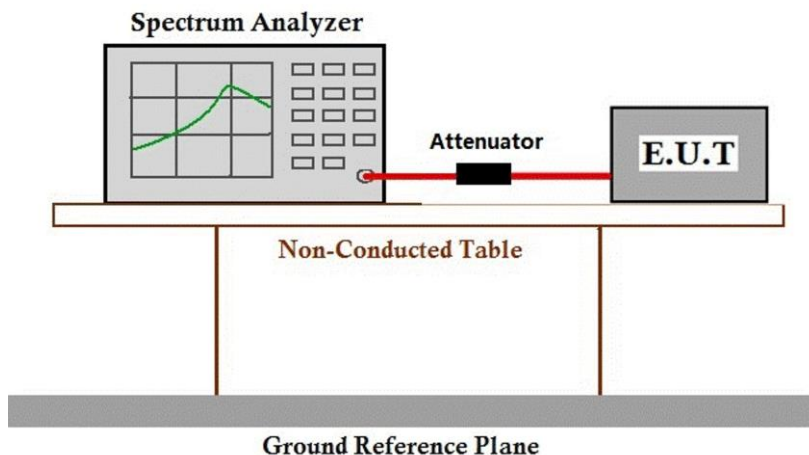 Spectrum Analyzer
Attenuator
E.U.T
Non-Conducted Table
Ground Reference Plane